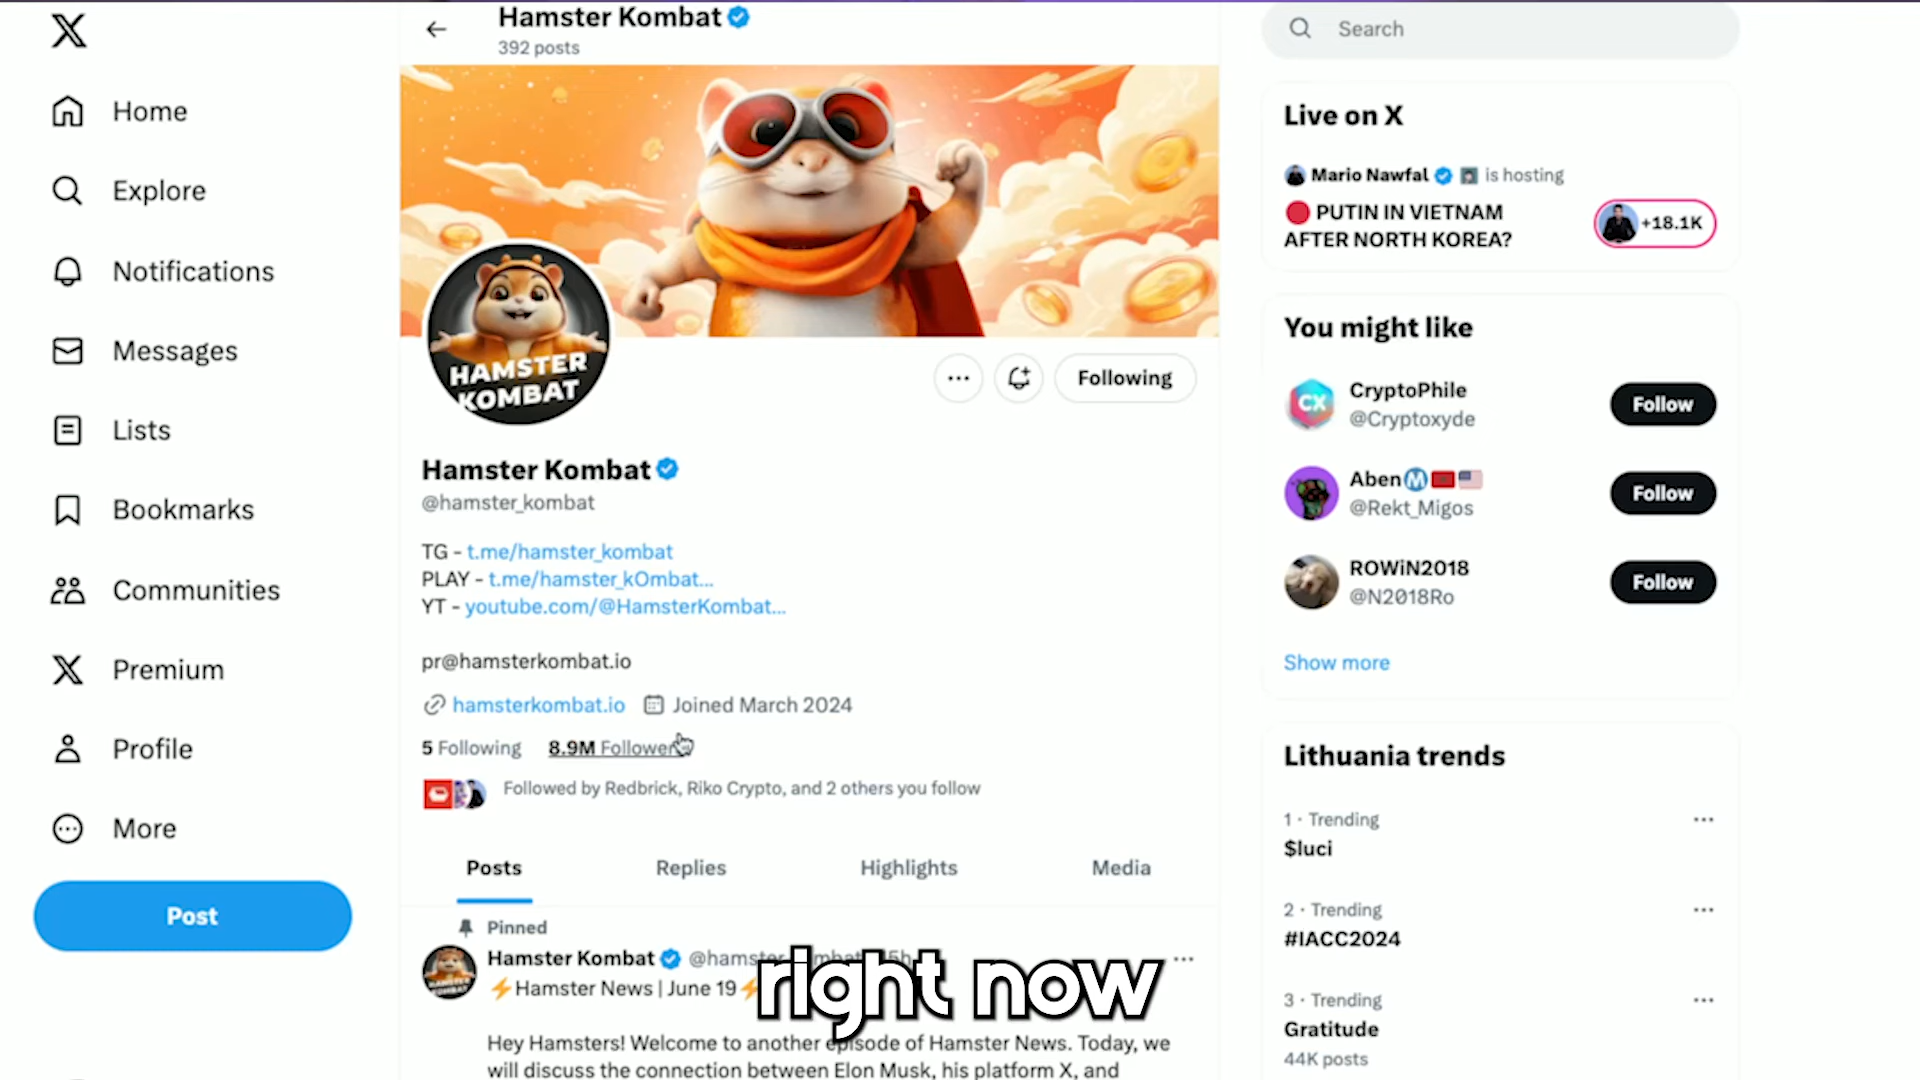 Home
Explore
Notifications
Messages
Lists
Bookmarks
Communities
Premium
Profile
More
Post
Hamster Kombat
392 posts
HAMSTER
KOMBAT
Following
Hamster Kombat
@hamster_kombat
TG - t.me/hamster_kombat
PLAY - t.me/hamster_kOmbat...
YT - youtube.com/@HamsterKombat...
pr@hamsterkombat.io
hamsterkombat.io Joined March 2024
5 Following 8.9M Follower
Followed by Redbrick, Riko Crypto, and 2 others you follow
Posts Replies Highlights Media
Pinned
Hamster Kombat
⚡Hamster News | June 19⚡
Hey Hamsters! Welcome to another episode of Hamster News. Today, we
will discuss the connection between Elon Musk, his platform X, and
right now
Search
Live on X
Mario Nawfal is hosting
PUTIN IN VIETNAM
AFTER NORTH KOREA?
+18.1K
You might like
CX
CryptoPhile
@Cryptoxyde
Follow
Aben
@Rekt_Migos
Follow
ROWiN2018
@N2018Ro
Follow
Show more
Lithuania trends
1 · Trending
$luci
2 · Trending
#IACC2024
3 · Trending
Gratitude
44K posts